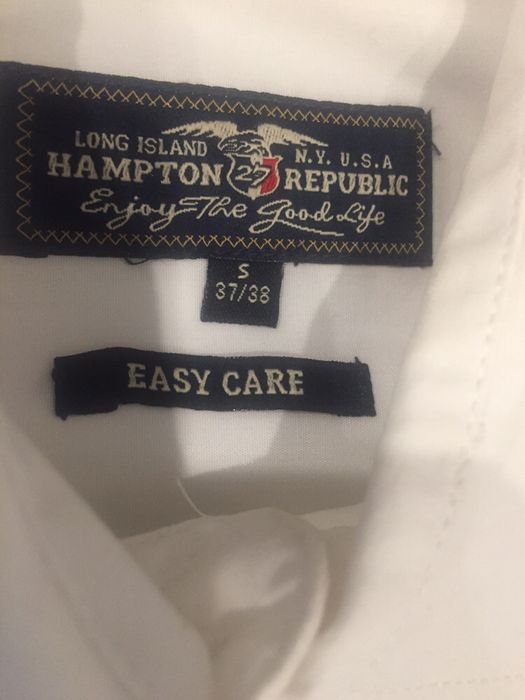 LONG ISLAND N.Y. U.S.A
HAMPTON 27 REPUBLIC
Enjoy The Good Life
S
37/38
EASY CARE